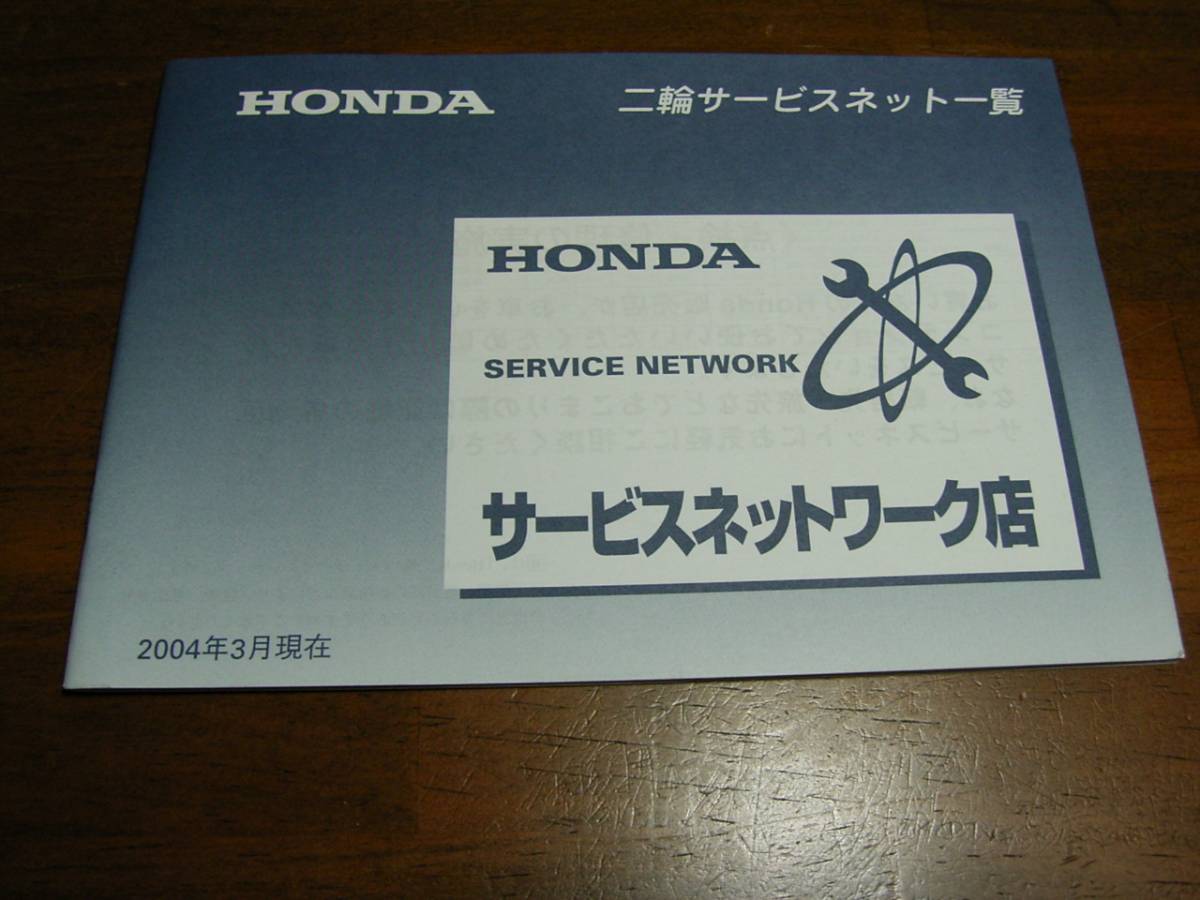 HONDA 二輪サービスネット一覧
HONDA
SERVICE NETWORK
サービスネットワーク店
2004年3月現在